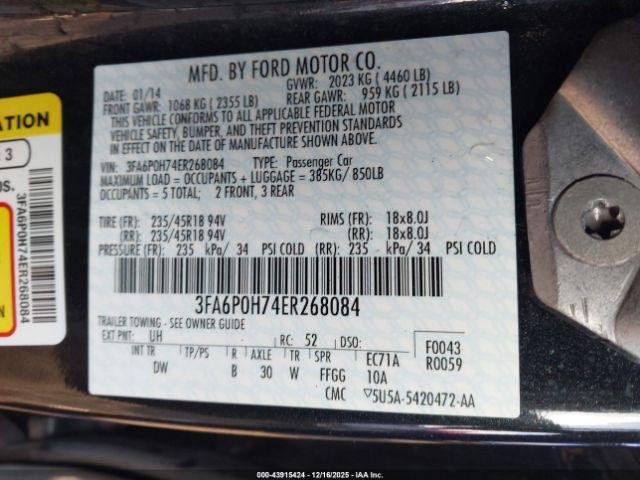 MFD. BY FORD MOTOR CO.
DATE: 01/14
GVWR: 2023 KG ( 4460 LB)
FRONT GAWR: 1068 KG ( 2355 LB)
REAR GAWR: 959 KG ( 2115 LB)
THIS VEHICLE CONFORMS TO ALL APPLICABLE FEDERAL MOTOR
VEHICLE SAFETY, BUMPER, AND THEFT PREVENTION STANDARDS
IN EFFECT ON THE DATE OF MANUFACTURE SHOWN ABOVE.
VIN: 3FA6P0H74ER268084 TYPE: Passenger Car
MAXIMUM LOAD = OCCUPANTS + LUGGAGE = 385KG/ 850LB
OCCUPANTS = 5 TOTAL; 2 FRONT, 3 REAR
TIRE (FR): 235/45R18 94V RIMS (FR): 18x8.0J
(RR): 235/45R18 94V (RR): 18x8.0J
PRESSURE (FR): 235 kPa/ 34 PSI COLD (RR): 235 kPa/ 34 PSI COLD
3FA6P0H74ER268084
TRAILER TOWING - SEE OWNER GUIDE
EXT PNT: UH RC: 52 DSO:
F0043
R0059
INT TR TP/PS R AXLE TR SPR EC71A
DW B 30 W FFGG 10A
CMC ▽5U5A-5420472-AA
ATION
3
OS.
3FA6P0H74ER268084
000-43915424 - 12/16/2025 - IAA, Inc.